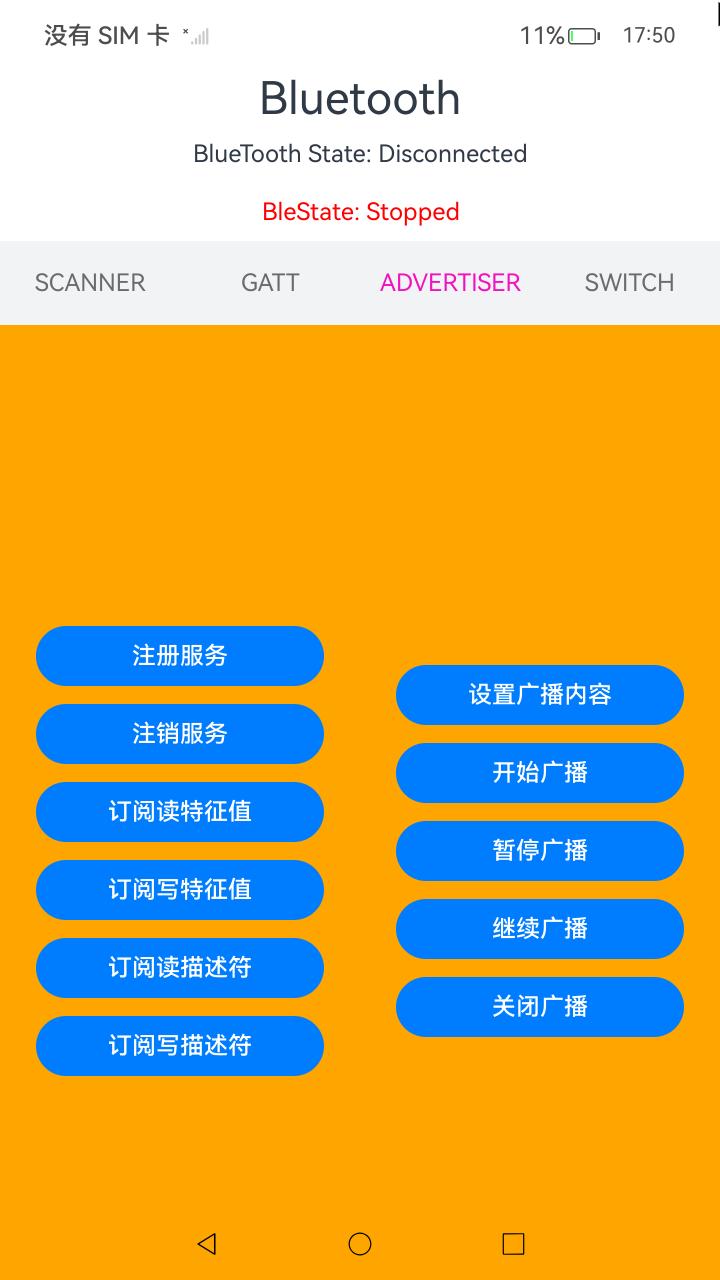 没有 SIM 卡 11% 17:50
Bluetooth
BlueTooth State: Disconnected
BleState: Stopped
SCANNER GATT ADVERTISER SWITCH
注册服务
注销服务
订阅读特征值
订阅写特征值
订阅读描述符
订阅写描述符
设置广播内容
开始广播
暂停广播
继续广播
关闭广播